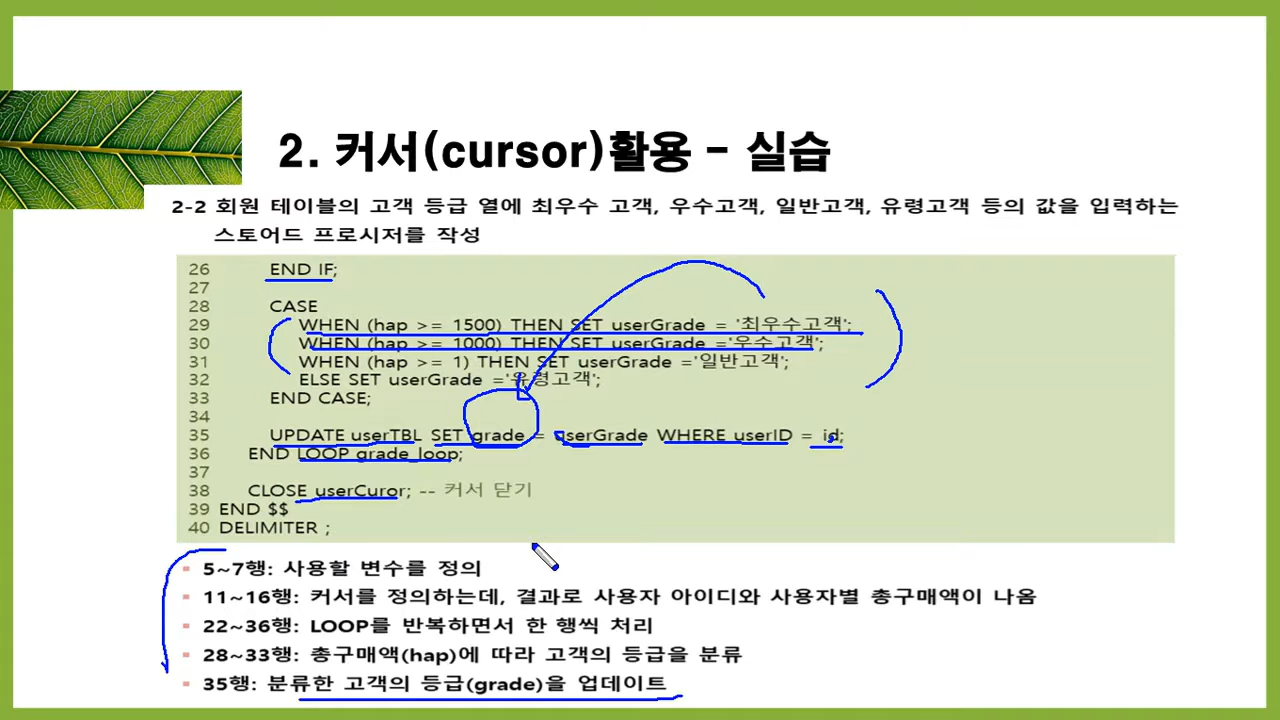 2. 커서(cursor)활용 - 실습
2-2 회원 테이블의 고객 등급 열에 최우수 고객, 우수고객, 일반고객, 유령고객 등의 값을 입력하는
스토어드 프로시저를 작성
26 END IF;
27
28 CASE
29 WHEN (hap >= 1500) THEN SET userGrade = '최우수고객';
30 WHEN (hap >= 1000) THEN SET userGrade ='우수고객';
31 WHEN (hap >= 1) THEN SET userGrade ='일반고객';
32 ELSE SET userGrade ='유령고객';
33 END CASE;
34
35 UPDATE userTBL SET grade = userGrade WHERE userID = id;
36 END LOOP grade_loop;
37
38 CLOSE userCuror; -- 커서 닫기
39 END $$
40 DELIMITER ;
5~7행: 사용할 변수를 정의
11~16행: 커서를 정의하는데, 결과로 사용자 아이디와 사용자별 총구매액이 나옴
22~36행: LOOP를 반복하면서 한 행씩 처리
28~33행: 총구매액(hap)에 따라 고객의 등급을 분류
35행: 분류한 고객의 등급(grade)을 업데이트